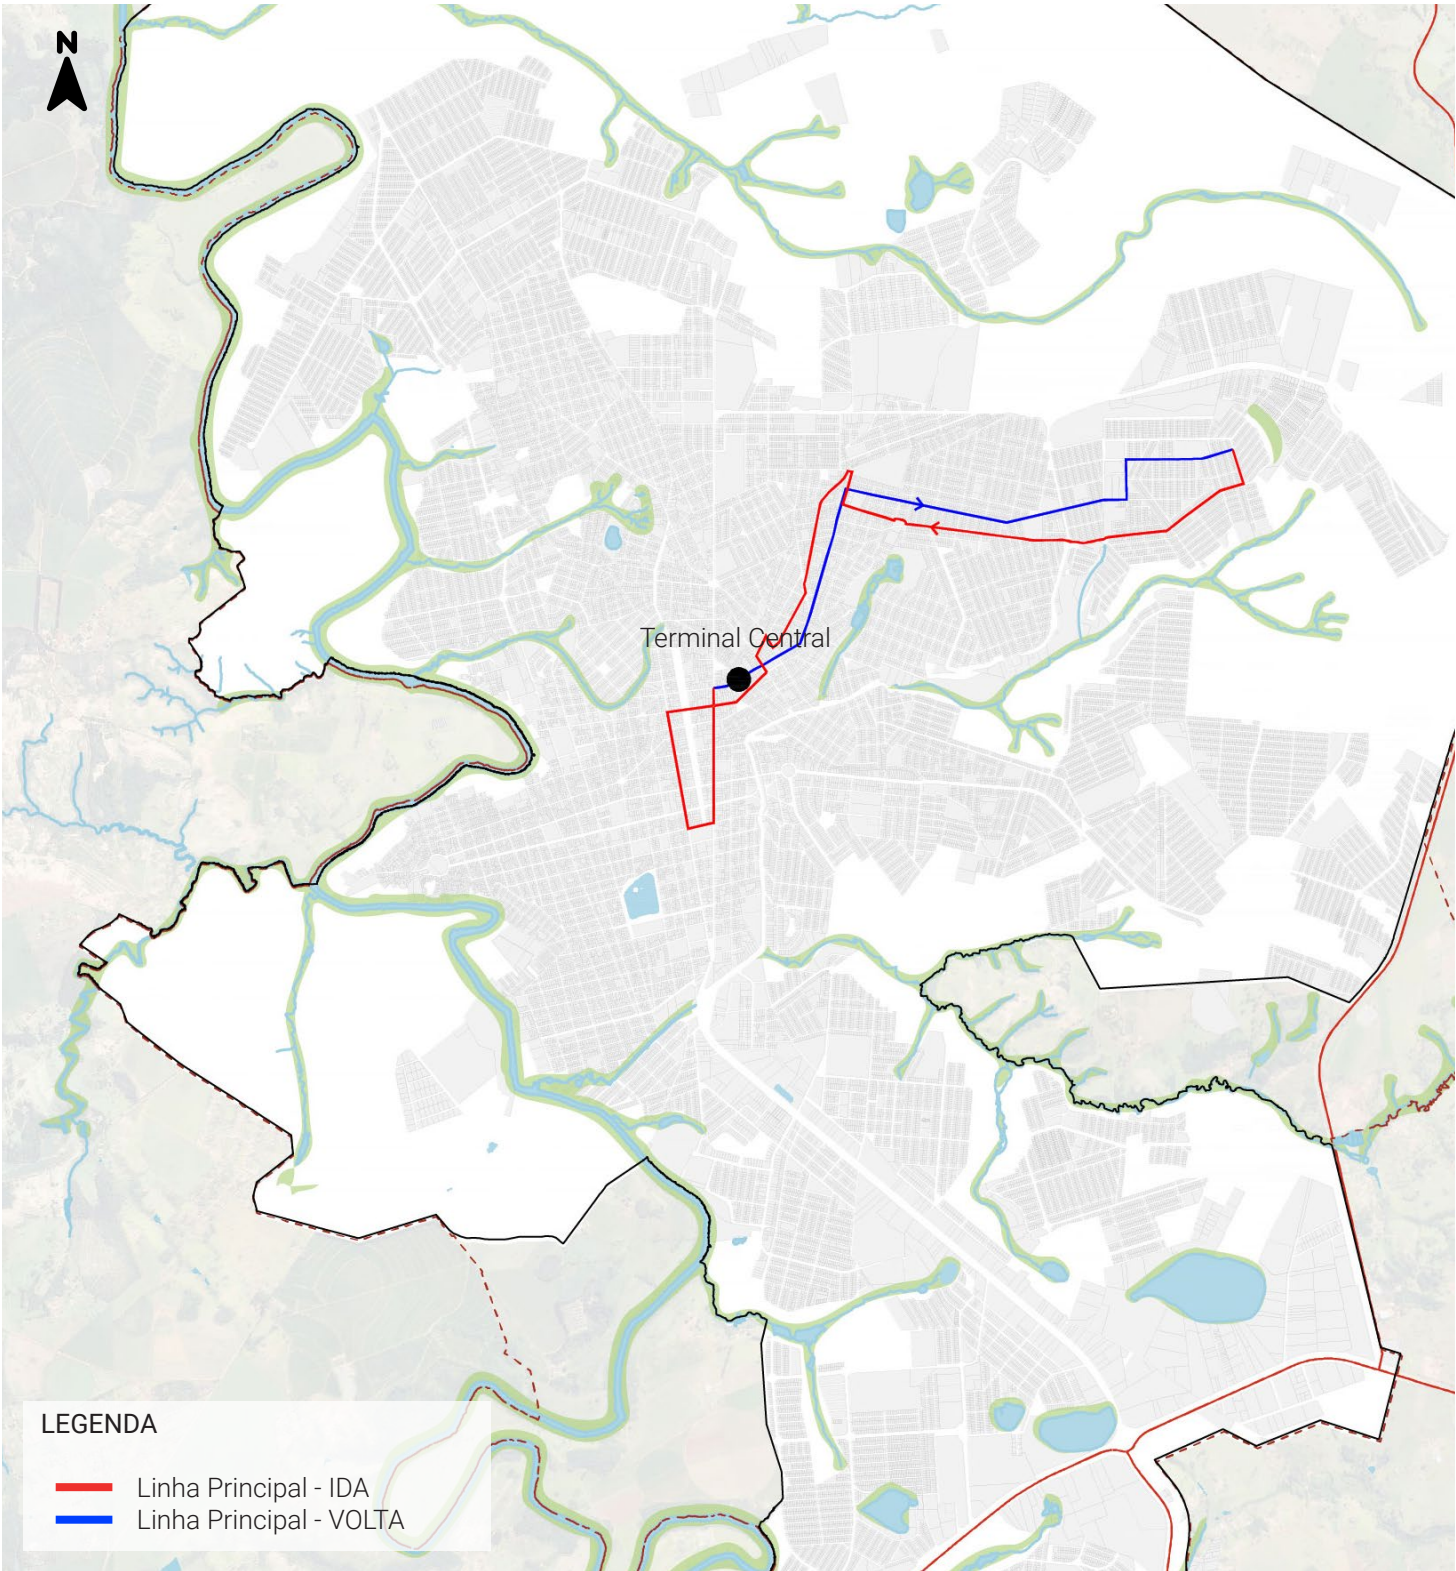 N
Terminal Central
LEGENDA
Linha Principal - IDA
Linha Principal - VOLTA